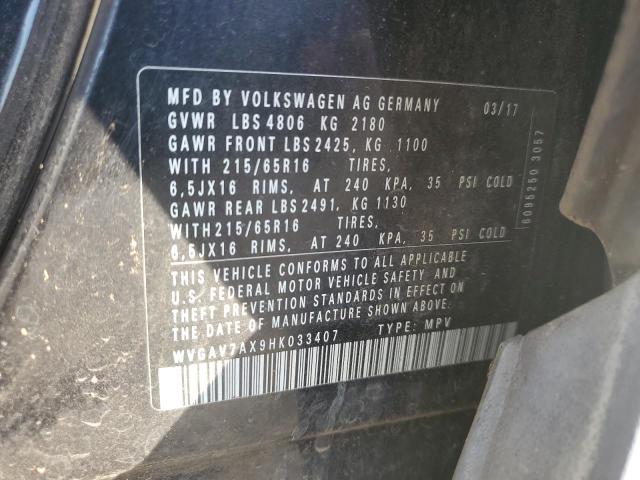 MFD BY VOLKSWAGEN AG GERMANY 03/17
GVWR LBS 4806 KG 2180
GAWR FRONT LBS 2425, KG 1100
WITH 215/65R16 TIRES,
6,5JX16 RIMS, AT 240 KPA, 35 PSI COLD
GAWR REAR LBS 2491, KG 1130
WITH215/65R16 TIRES,
6,5JX16 RIMS, AT 240 KPA, 35 PSI COLD
THIS VEHICLE CONFORMS TO ALL APPLICABLE
U.S. FEDERAL MOTOR VEHICLE SAFETY AND
THEFT PREVENTION STANDARDS IN EFFECT ON
DATE OF MANUFACTURE SHOWN ABOVE:
WVGAV7AX9HK033407 TYPE: MPV
6095250 3057